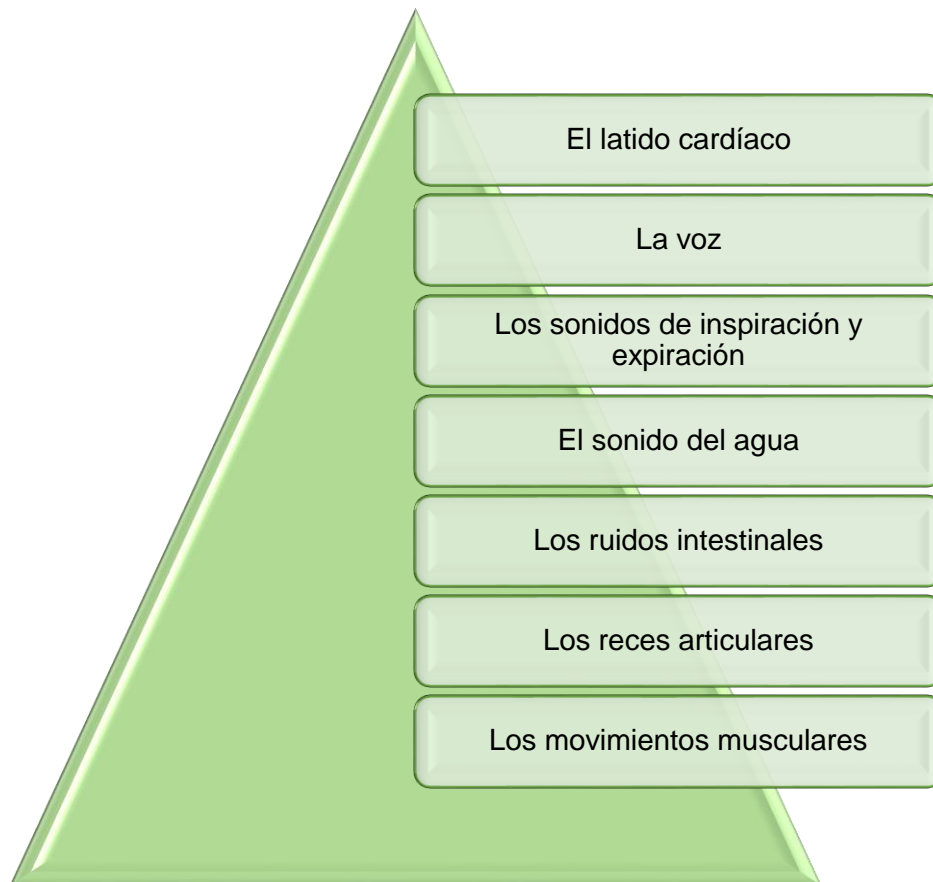 El latido cardíaco
La voz
Los sonidos de inspiración y
expiración
El sonido del agua
Los ruidos intestinales
Los reces articulares
Los movimientos musculares